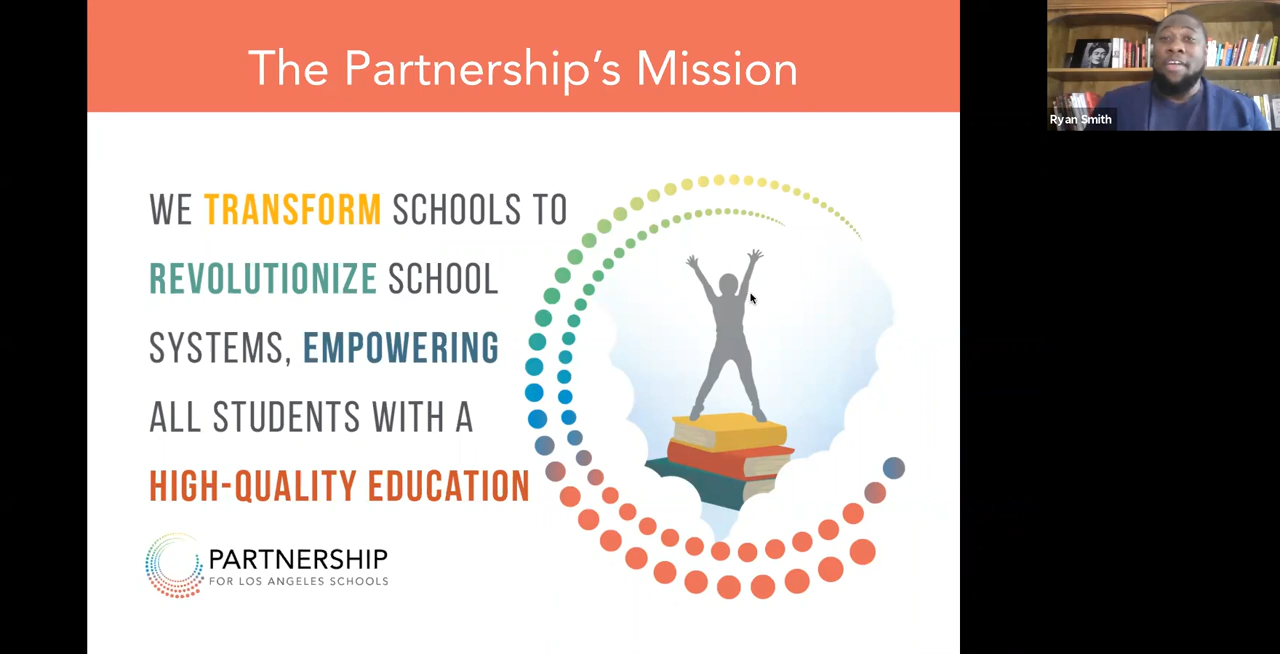 The Partnership's Mission
WE TRANSFORM SCHOOLS TO
REVOLUTIONIZE SCHOOL
SYSTEMS, EMPOWERING
ALL STUDENTS WITH A
HIGH-QUALITY EDUCATION
PARTNERSHIP
FOR LOS ANGELES SCHOOLS
Ryan Smith